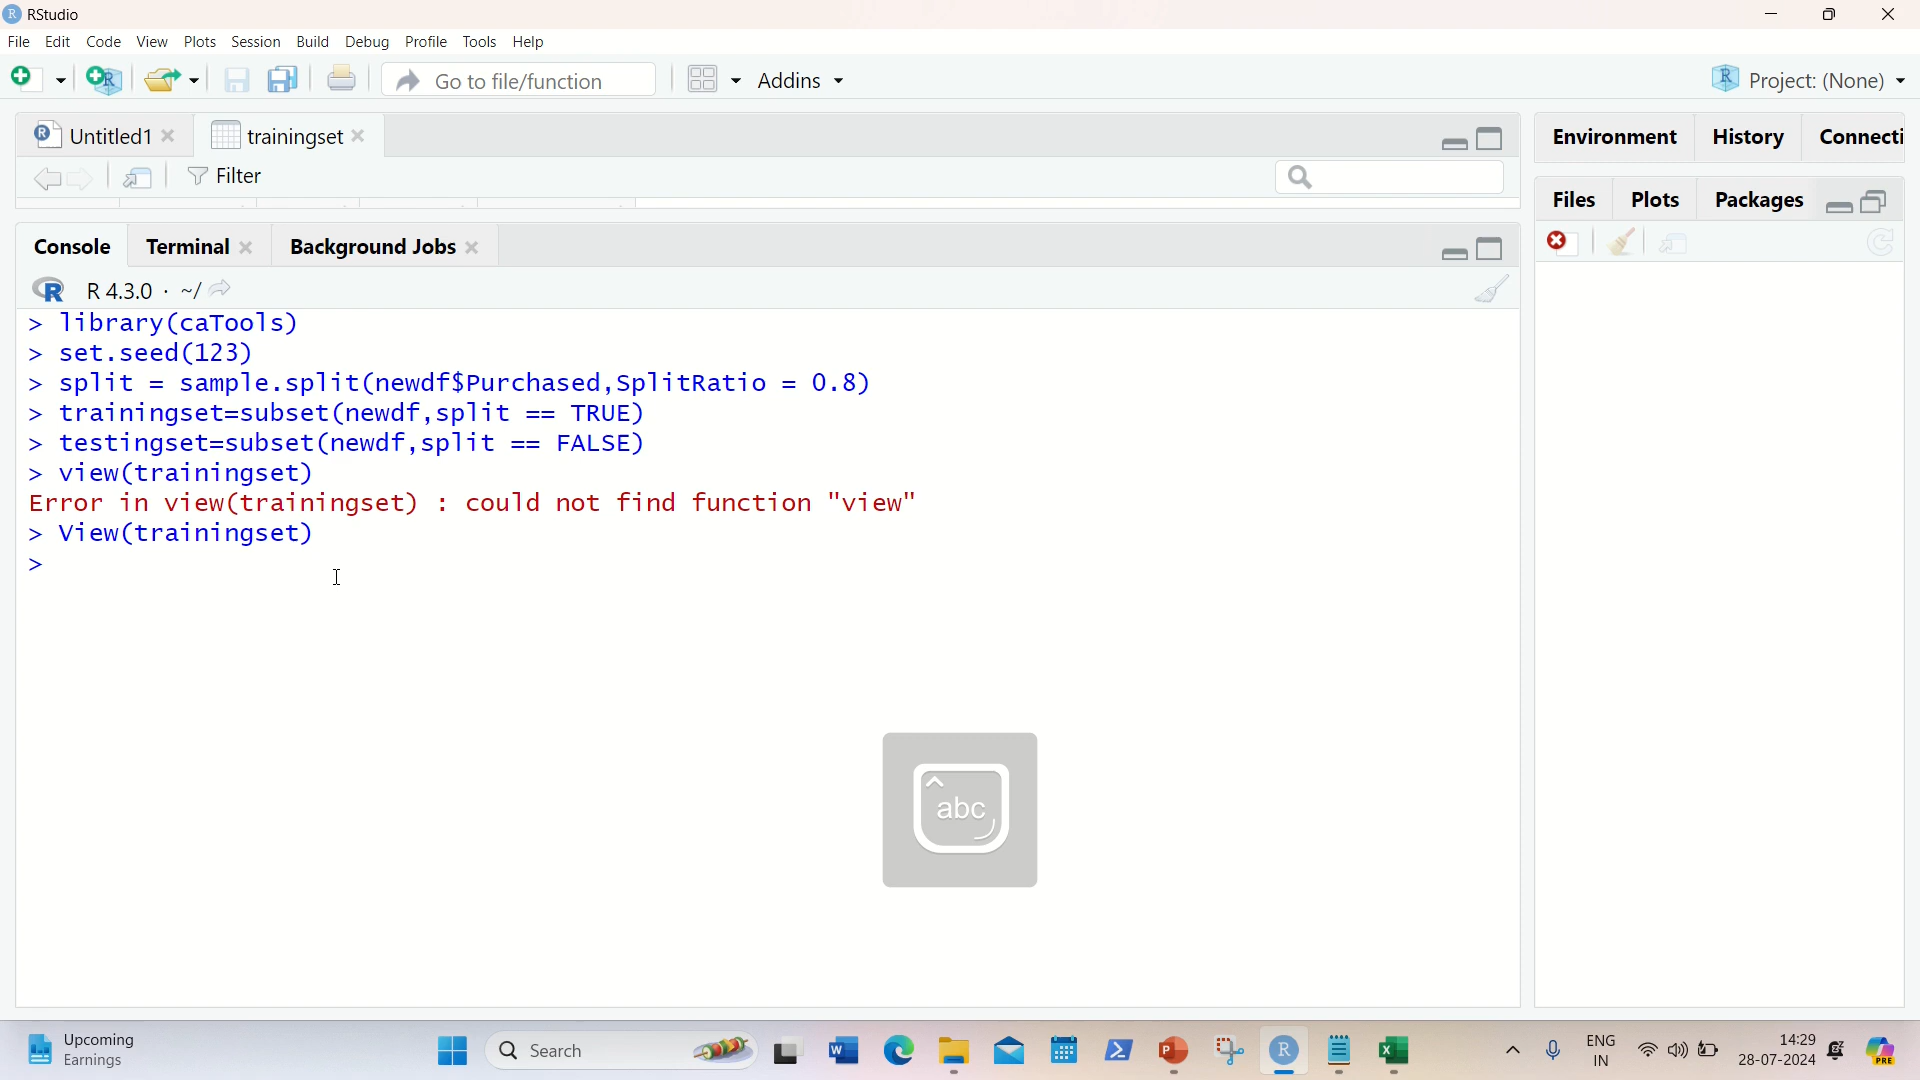 RStudio
File Edit Code View Plots Session Build Debug Profile Tools Help
Go to file/function Addins Project: (None)
Untitled1 trainingset
Filter
Environment History Connecti
Files Plots Packages
Console Terminal Background Jobs
R 4.3.0 · ~/
> library(caTools)
> set.seed(123)
> split = sample.split(newdf$Purchased,SplitRatio = 0.8)
> trainingset=subset(newdf,split == TRUE)
> testingset=subset(newdf,split == FALSE)
> view(trainingset)
Error in view(trainingset) : could not find function "view"
> View(trainingset)
>
abc
Upcoming
Earnings
Search
ENG
IN
14:29
28-07-2024
PRE